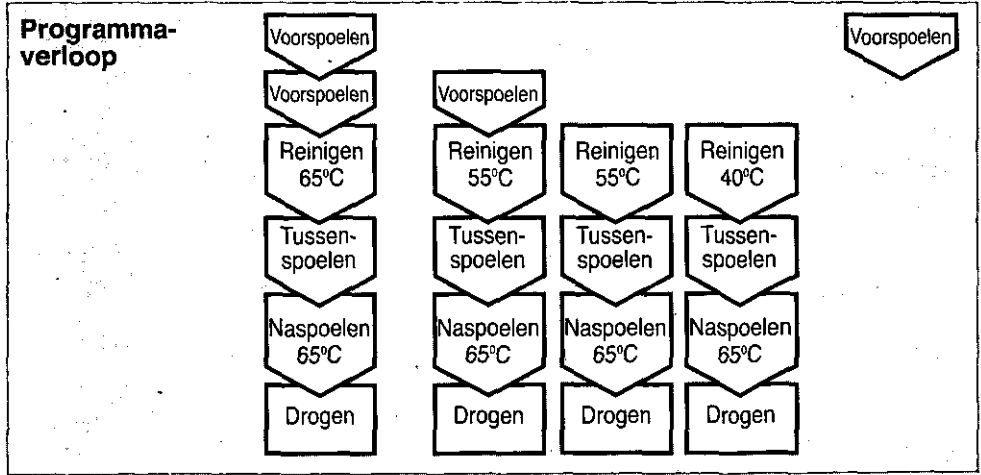 Programma-
verloop
Voorspoelen
Voorspoelen
Voorspoelen
Voorspoelen
Reinigen
65°C
Reinigen
55°C
Reinigen
55°C
Reinigen
40°C
Tussen-
spoelen
Tussen-
spoelen
Tussen-
spoelen
Tussen-
spoelen
Naspoelen
65°C
Naspoelen
65°C
Naspoelen
65°C
Naspoelen
65°C
Drogen
Drogen
Drogen
Drogen